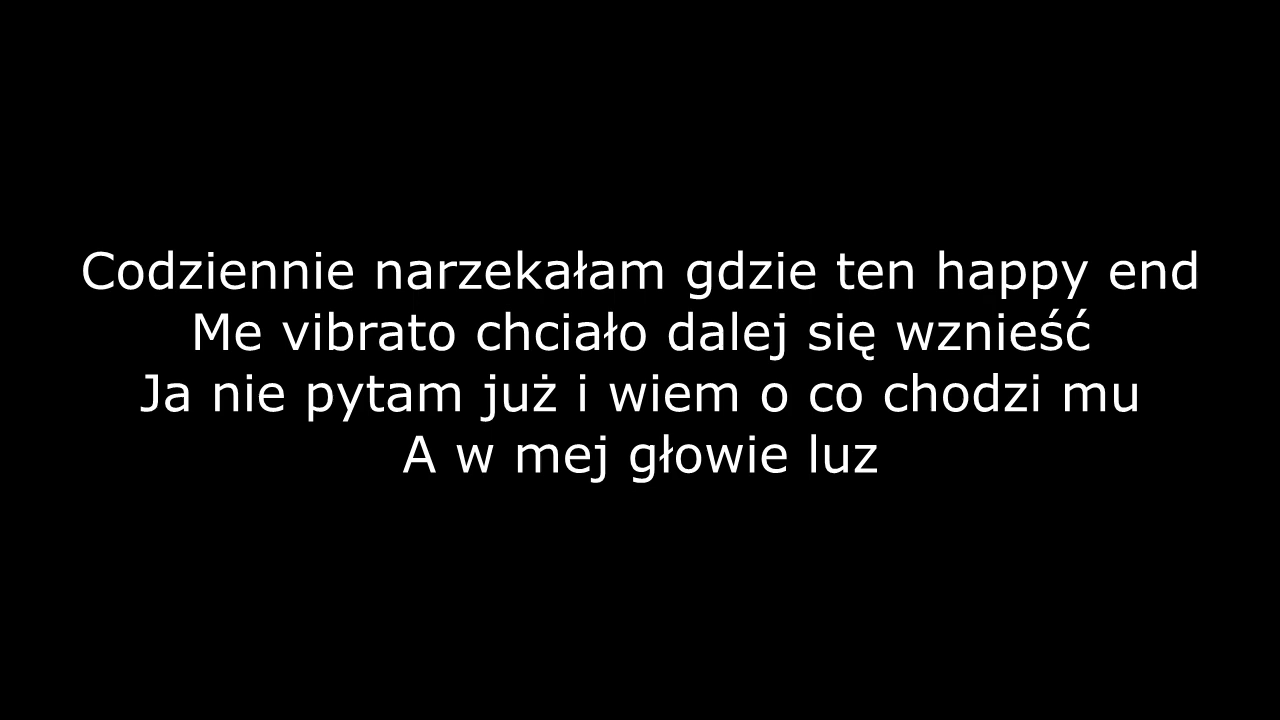 Codziennie narzekałam gdzie ten happy end
Me vibrato chciało dalej się wznieść
Ja nie pytam już i wiem o co chodzi mu
A w mej głowie luz